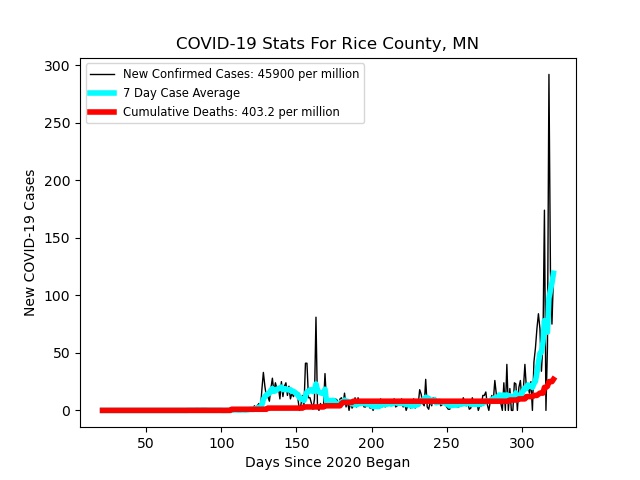 COVID-19 Stats For Rice County, MN
New Confirmed Cases: 45900 per million
7 Day Case Average
Cumulative Deaths: 403.2 per million
New COVID-19 Cases
300
250
200
150
100
50
0
50 100 150 200 250 300
Days Since 2020 Began